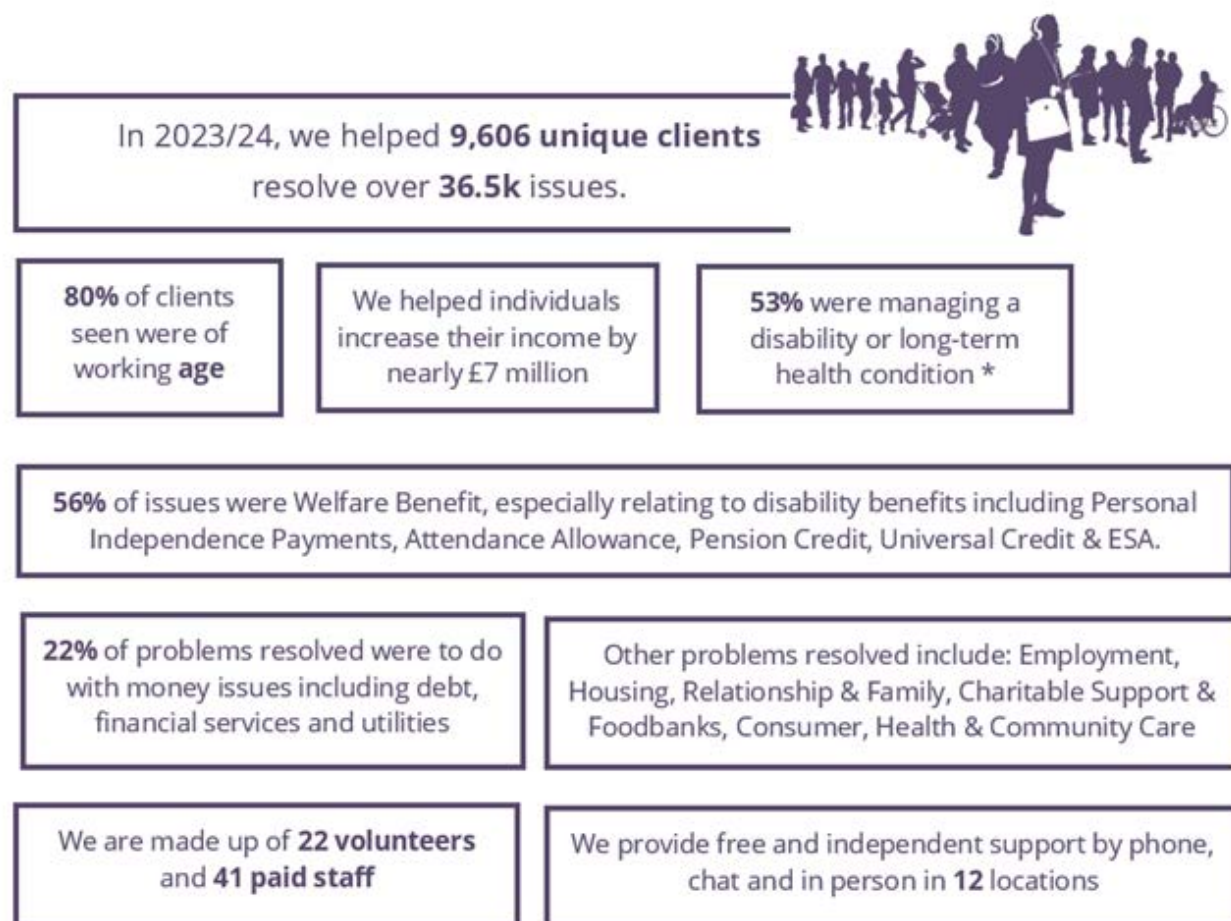 In 2023/24, we helped 9,606 unique clients
resolve over 36.5k issues.
80% of clients
seen were of
working age
We helped individuals
increase their income by
nearly £7 million
53% were managing a
disability or long-term
health condition *
56% of issues were Welfare Benefit, especially relating to disability benefits including Personal
Independence Payments, Attendance Allowance, Pension Credit, Universal Credit & ESA.
22% of problems resolved were to do
with money issues including debt,
financial services and utilities
Other problems resolved include: Employment,
Housing, Relationship & Family, Charitable Support &
Foodbanks, Consumer, Health & Community Care
We are made up of 22 volunteers
and 41 paid staff
We provide free and independent support by phone,
chat and in person in 12 locations